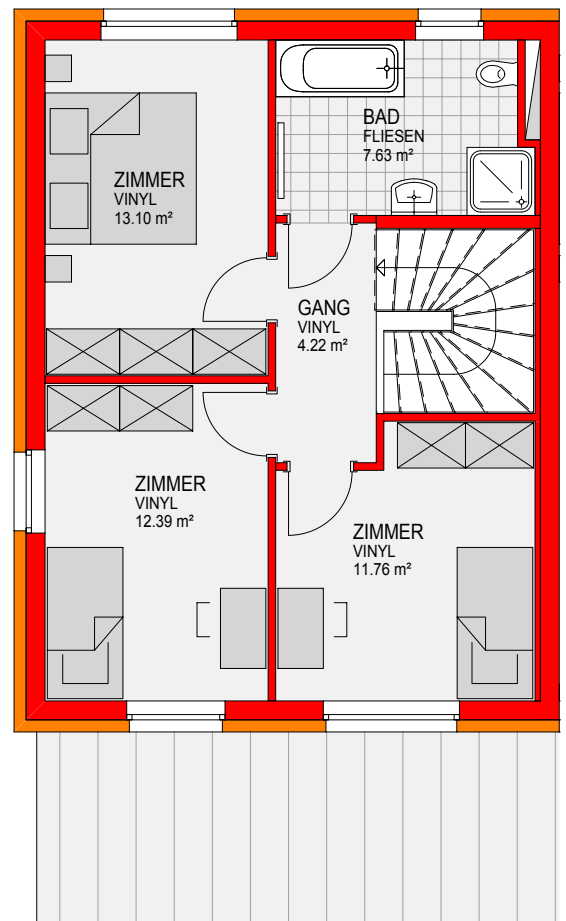 BAD
FLIESEN
7.63 m²
ZIMMER
VINYL
13.10 m²
GANG
VINYL
4.22 m²
ZIMMER
VINYL
12.39 m²
ZIMMER
VINYL
11.76 m²